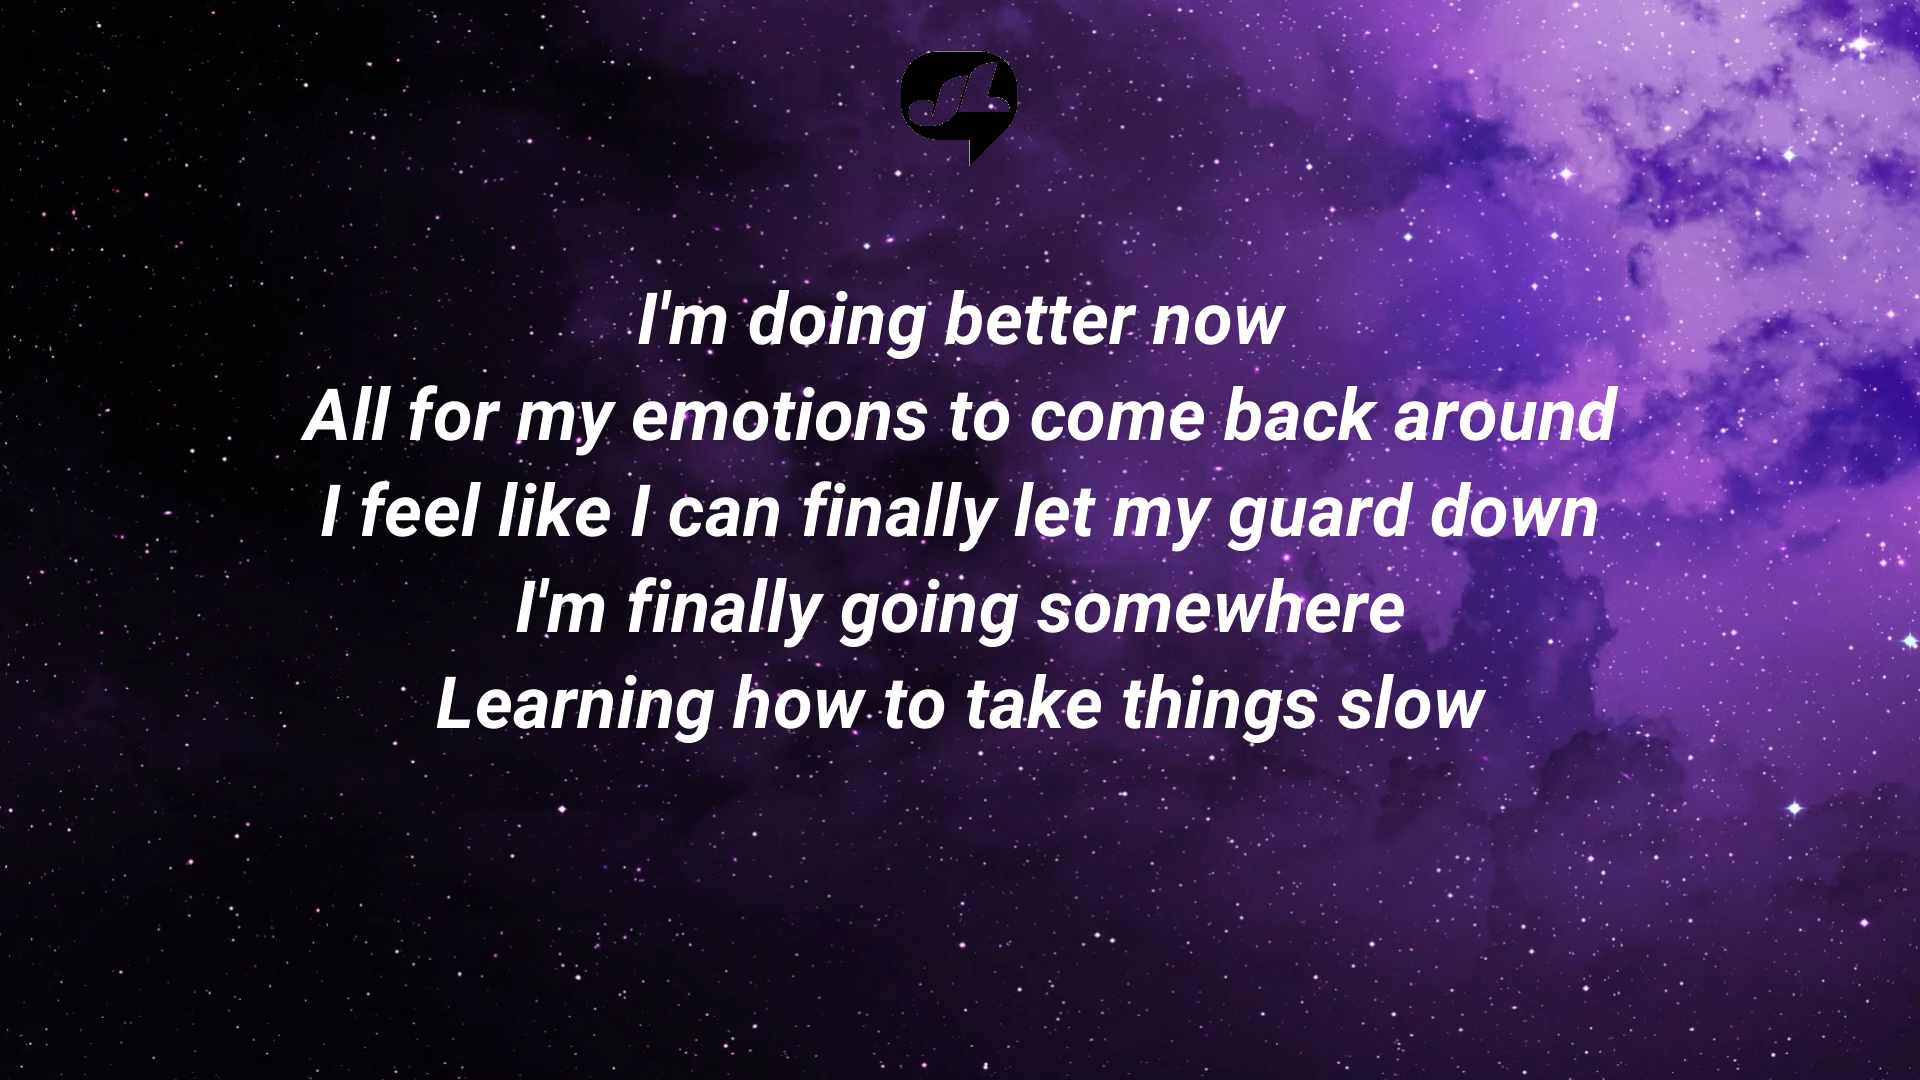 I'm doing better now
All for my emotions to come back around
I feel like I can finally let my guard down
I'm finally going somewhere
Learning how to take things slow